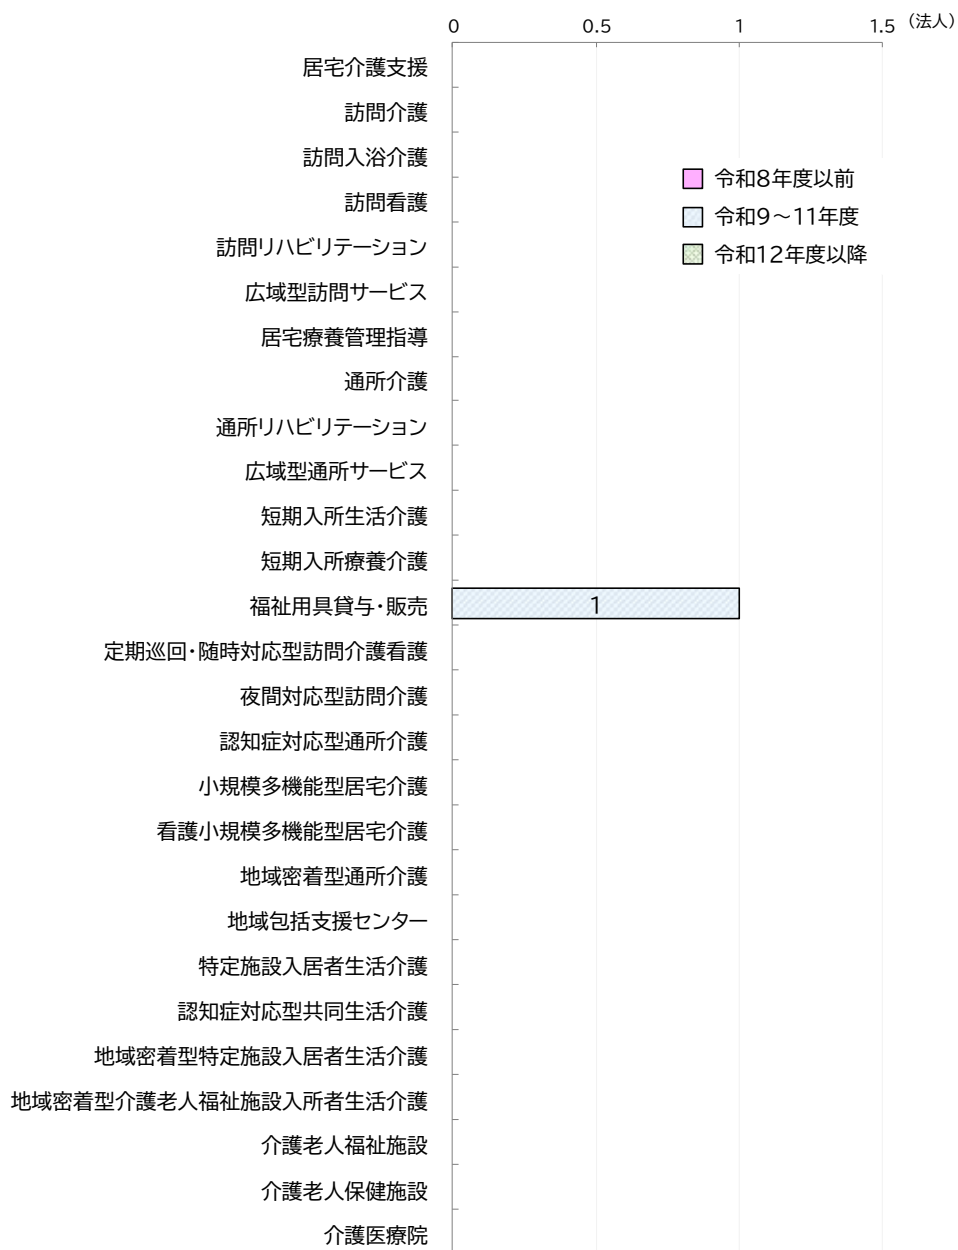 0 0.5 1 1.5 (法人)
居宅介護支援
訪問介護
訪問入浴介護
訪問看護
訪問リハビリテーション
広域型訪問サービス
居宅療養管理指導
通所介護
通所リハビリテーション
広域型通所サービス
短期入所生活介護
短期入所療養介護
福祉用具貸与・販売
定期巡回・随時対応型訪問介護看護
夜間対応型訪問介護
認知症対応型通所介護
小規模多機能型居宅介護
看護小規模多機能型居宅介護
地域密着型通所介護
地域包括支援センター
特定施設入居者生活介護
認知症対応型共同生活介護
地域密着型特定施設入居者生活介護
地域密着型介護老人福祉施設入所者生活介護
介護老人福祉施設
介護老人保健施設
介護医療院
令和8年度以前
令和9～11年度
令和12年度以降
1